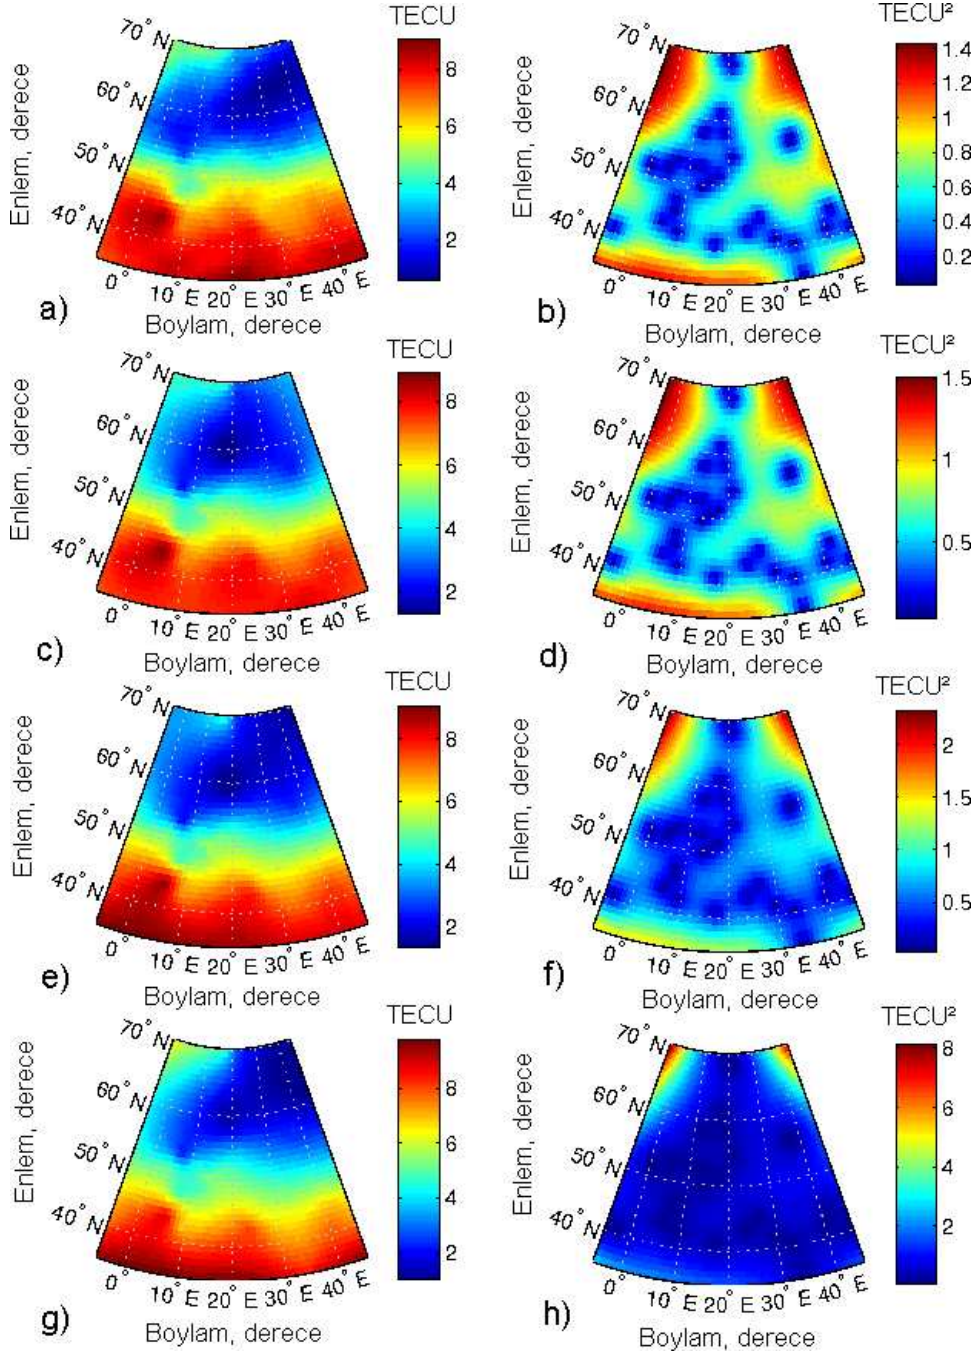 TECU
TECU²
70° N
60° N
50° N
40° N
Enlem, derece
8
6
4
2
0° 10° E 20° E 30° E 40° E
a)
Boylam, derece
70° N
60° N
50° N
40° N
Enlem, derece
1.4
1.2
1
0.8
0.6
0.4
0.2
0° 10° E 20° E 30° E 40° E
b)
Boylam, derece
TECU
TECU²
70° N
60° N
50° N
40° N
Enlem, derece
8
6
4
2
0° 10° E 20° E 30° E 40° E
c)
Boylam, derece
70° N
60° N
50° N
40° N
Enlem, derece
1.5
1
0.5
0° 10° E 20° E 30° E 40° E
d)
Boylam, derece
TECU
TECU²
70° N
60° N
50° N
40° N
Enlem, derece
8
6
4
2
0° 10° E 20° E 30° E 40° E
e)
Boylam, derece
70° N
60° N
50° N
40° N
Enlem, derece
2
1.5
1
0.5
0° 10° E 20° E 30° E 40° E
f)
Boylam, derece
TECU
TECU²
70° N
60° N
50° N
40° N
Enlem, derece
8
6
4
2
0° 10° E 20° E 30° E 40° E
g)
Boylam, derece
70° N
60° N
50° N
40° N
Enlem, derece
8
6
4
2
0° 10° E 20° E 30° E 40° E
h)
Boylam, derece